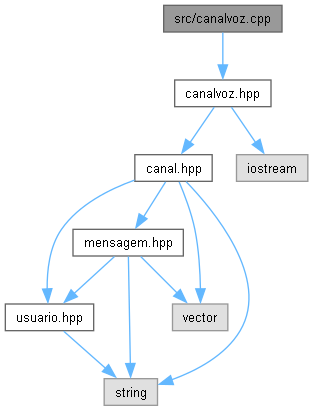 src/canalvoz.cpp
canalvoz.hpp
canal.hpp
iostream
mensagem.hpp
usuario.hpp
vector
string